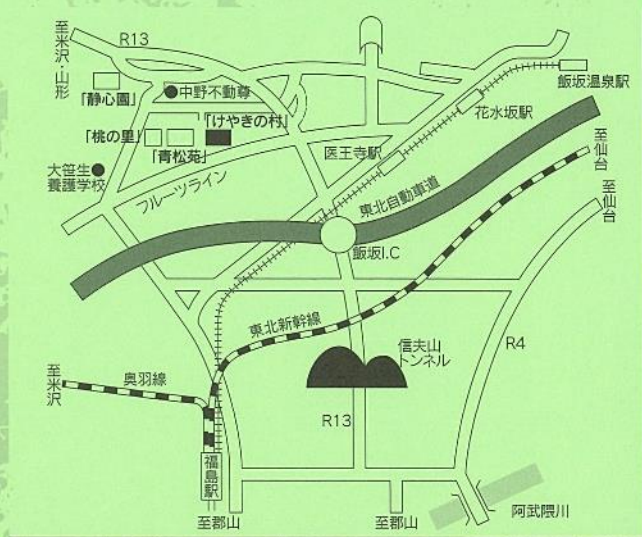 至米沢・山形
R13
「静心園」
●中野不動尊
「けやきの村」
「桃の里」
「青松苑」
大笹生
養護学校
フルーツライン
医王寺駅
花水坂駅
飯坂温泉駅
東北自動車道
至仙台
至仙台
飯坂I.C
東北新幹線
信夫山
トンネル
R4
至米沢
奥羽線
R13
福島駅
至郡山
至郡山
阿武隈川